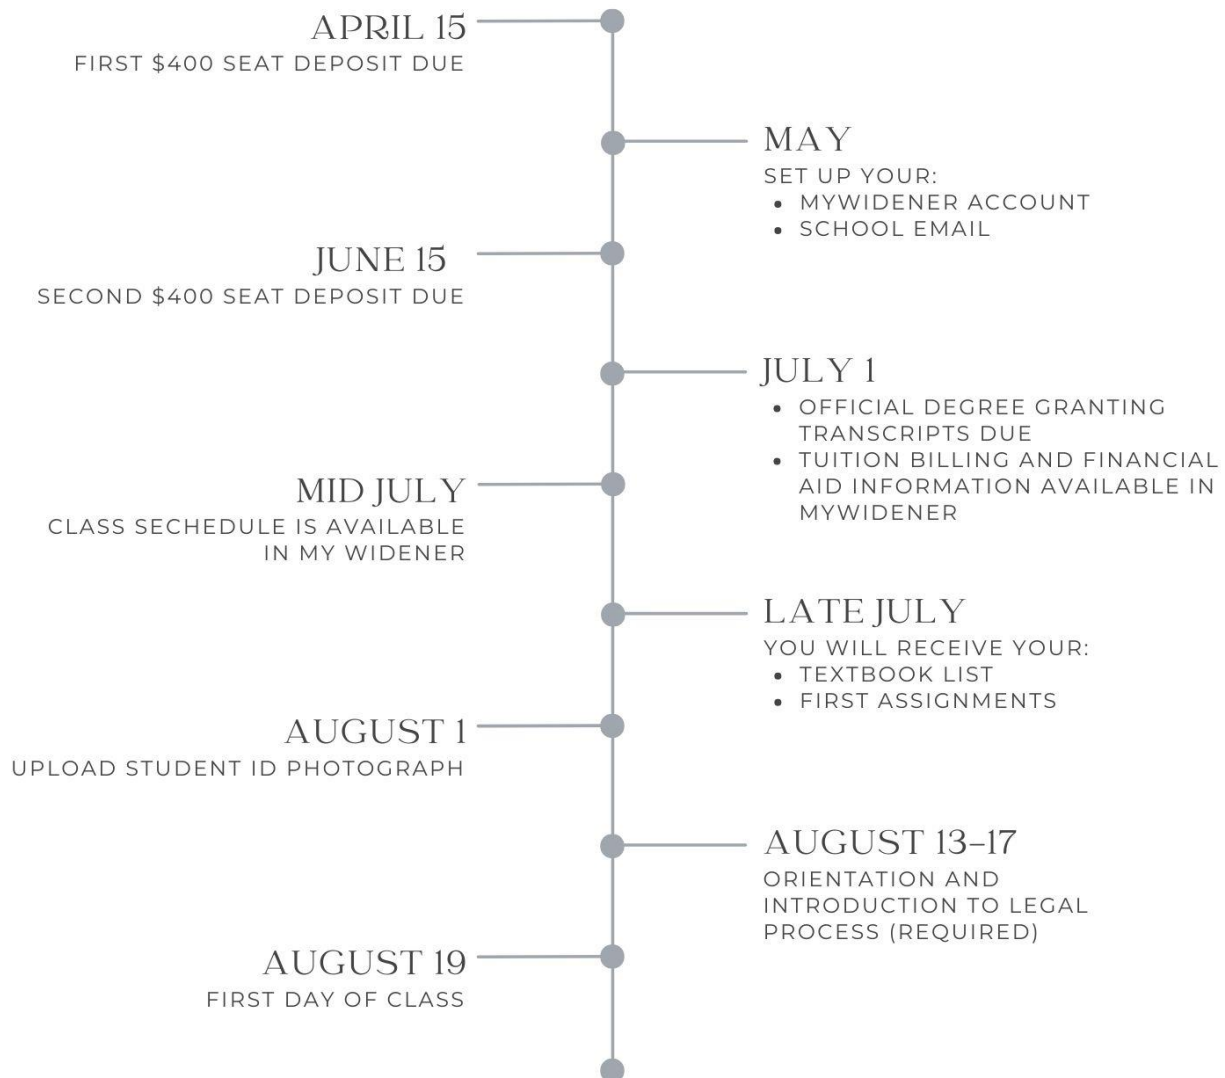 APRIL 15
FIRST $400 SEAT DEPOSIT DUE
MAY
SET UP YOUR:
• MYWIDENER ACCOUNT
• SCHOOL EMAIL
JUNE 15
SECOND $400 SEAT DEPOSIT DUE
JULY 1
• OFFICIAL DEGREE GRANTING
TRANSCRIPTS DUE
• TUITION BILLING AND FINANCIAL
AID INFORMATION AVAILABLE IN
MYWIDENER
MID JULY
CLASS SECHEDULE IS AVAILABLE
IN MY WIDENER
LATE JULY
YOU WILL RECEIVE YOUR:
• TEXTBOOK LIST
• FIRST ASSIGNMENTS
AUGUST 1
UPLOAD STUDENT ID PHOTOGRAPH
AUGUST 13–17
ORIENTATION AND
INTRODUCTION TO LEGAL
PROCESS (REQUIRED)
AUGUST 19
FIRST DAY OF CLASS